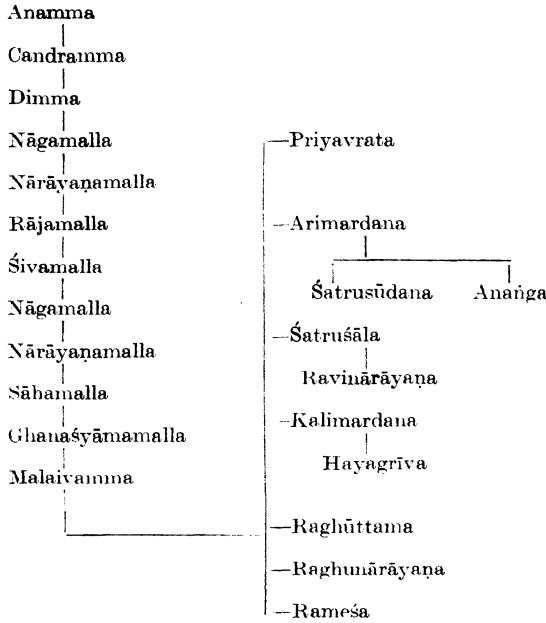 Anamma
Candramma
Dimma
Nāgamalla
Nārāyaṇamalla
Rājamalla
Śivamalla
Nāgamalla
Nārāyaṇamalla
Sāhamalla
Ghanaśyāmamalla
Malaivamma
Priyavrata
Arimardana
Śatrusūdana Anaṅga
Śatruśāla
Ravinārāyaṇa
Kalimardana
Hayagrīva
Raghūttama
Raghunārāyaṇa
Rameśa